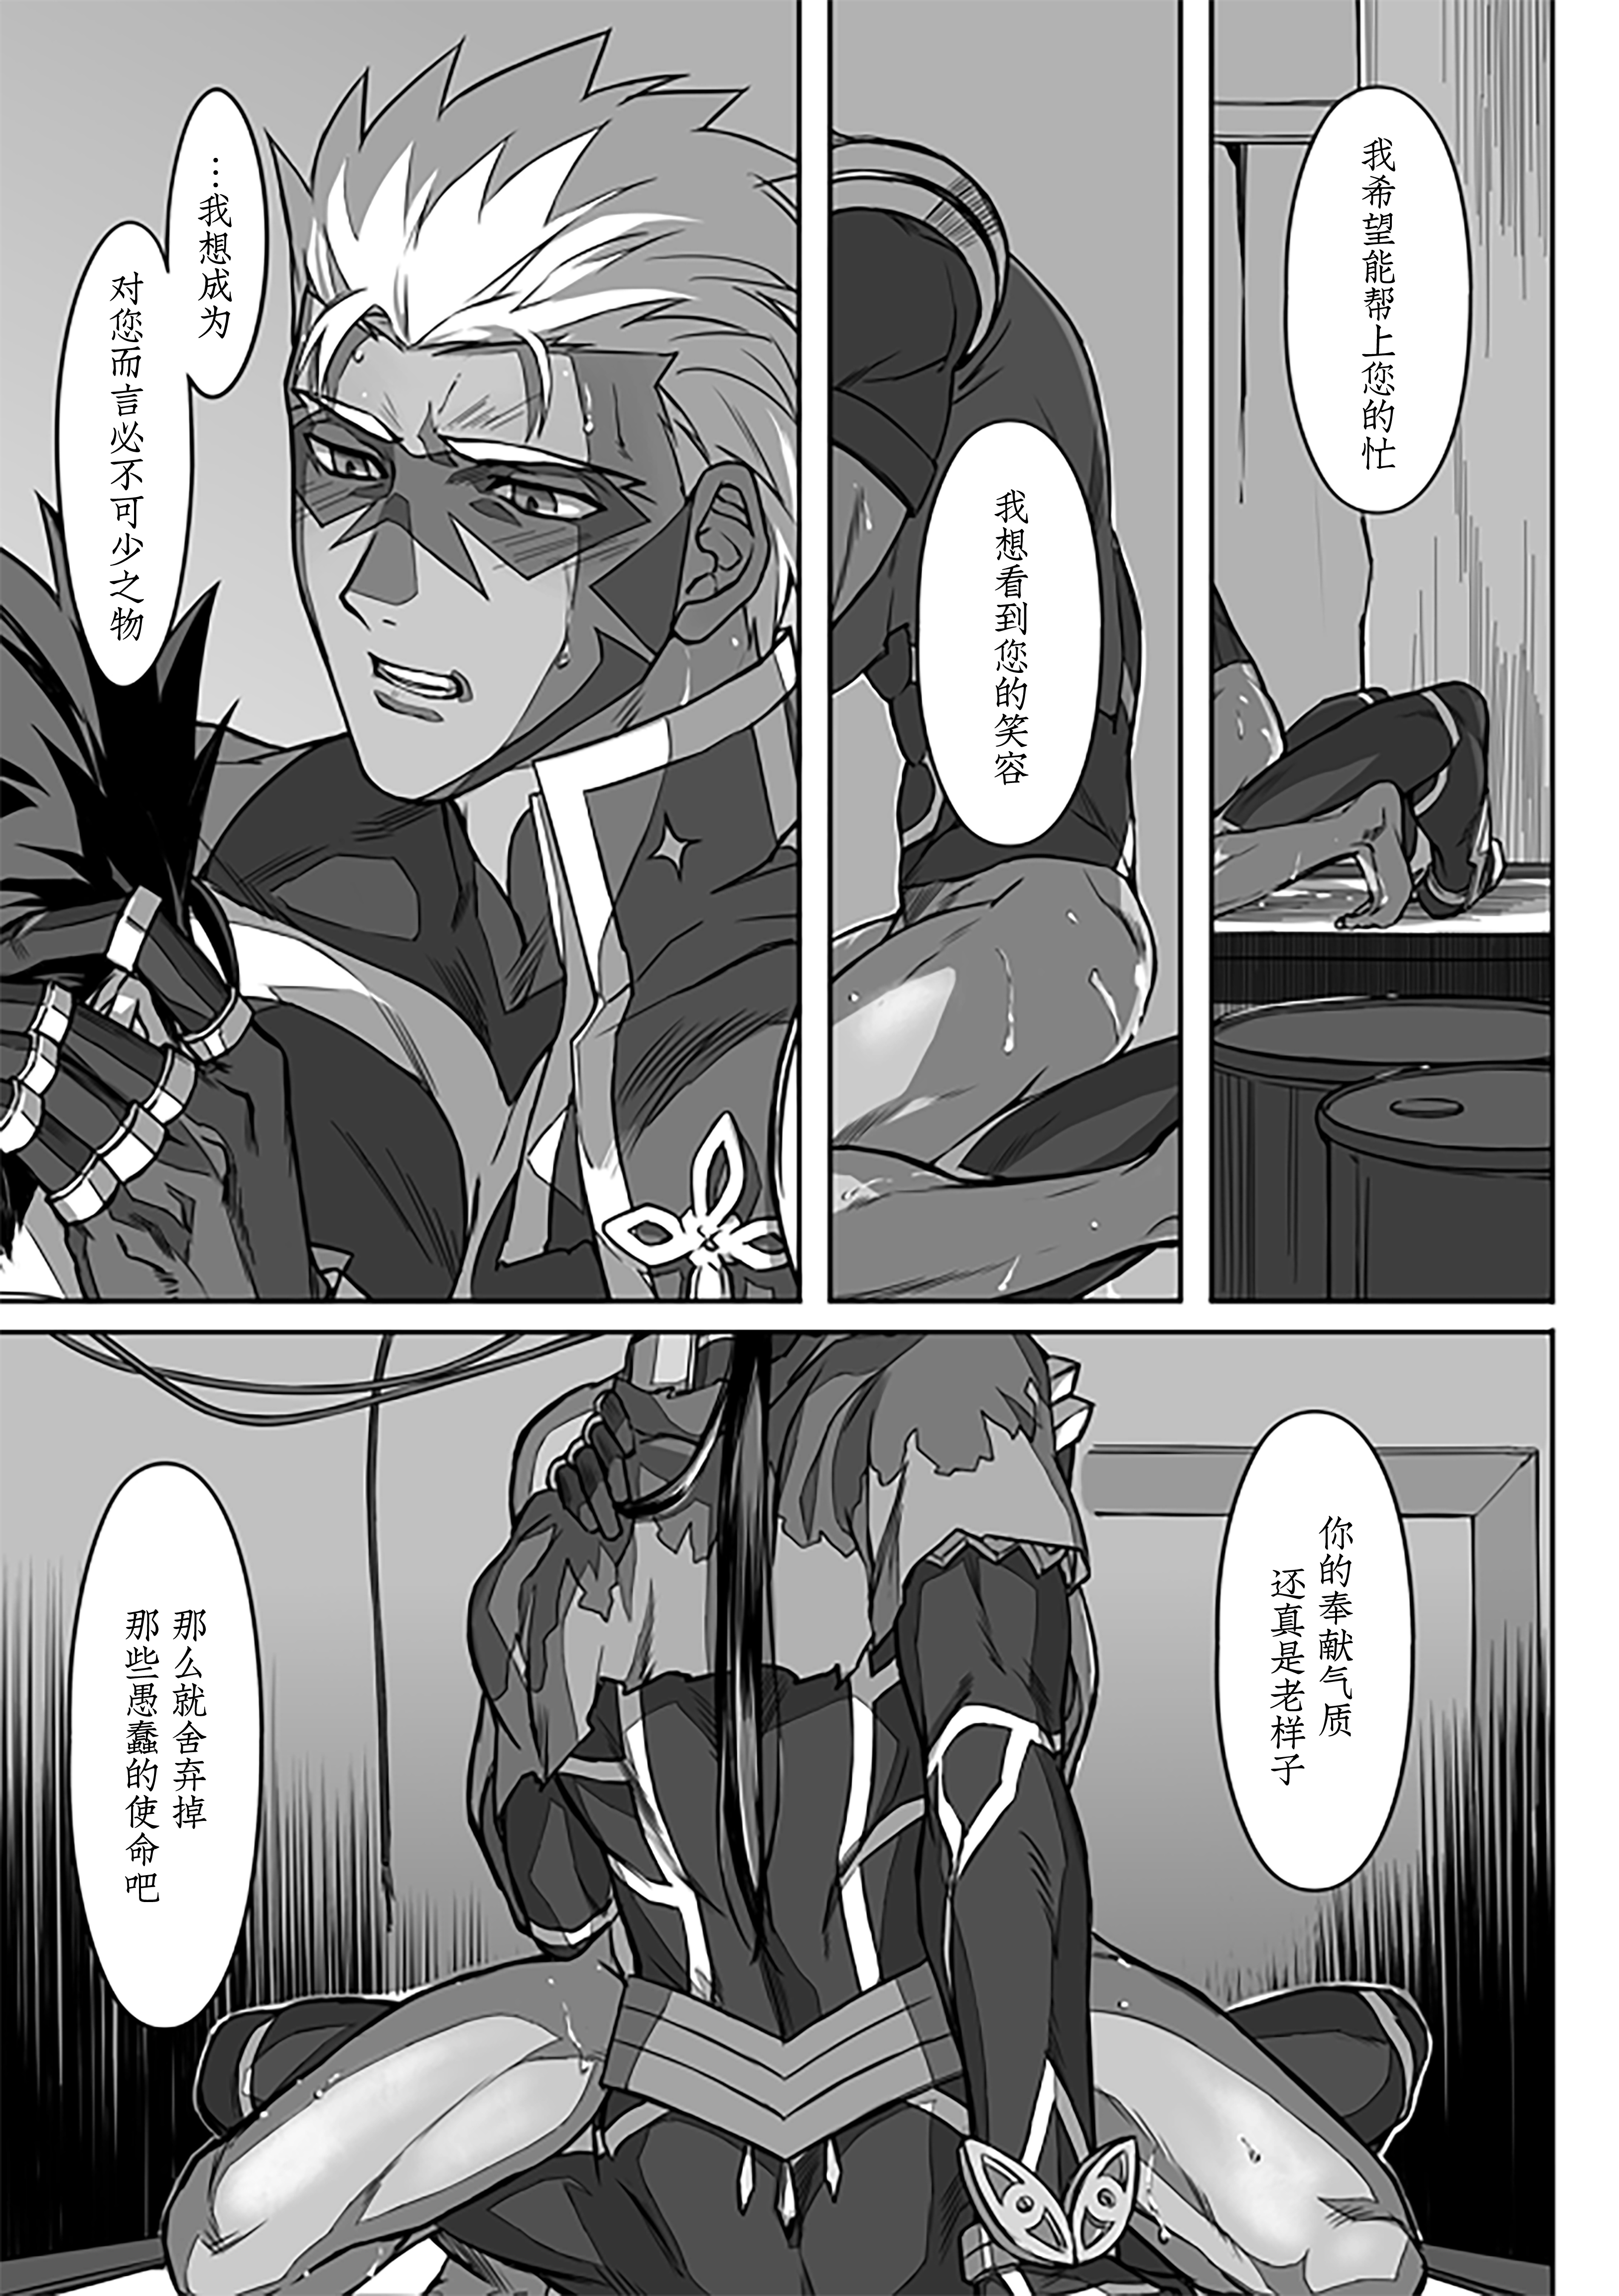 我希望能帮上您的忙
我想看到您的笑容
…我想成为
对您而言必不可少之物
你的奉献气质
还真是老样子
那么就舍弃掉
那些愚蠢的使命吧